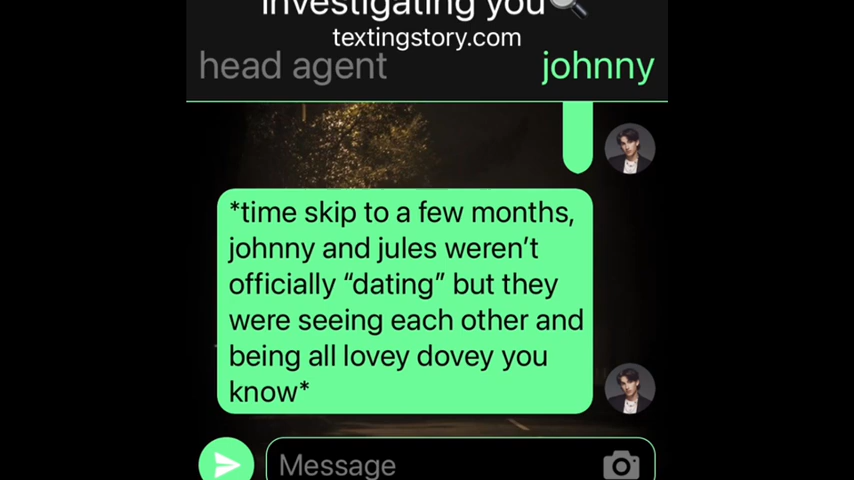 investigating you🔍
textingstory.com
head agent
johnny
*time skip to a few months,
johnny and jules weren’t
officially “dating” but they
were seeing each other and
being all lovey dovey you
know*
Message